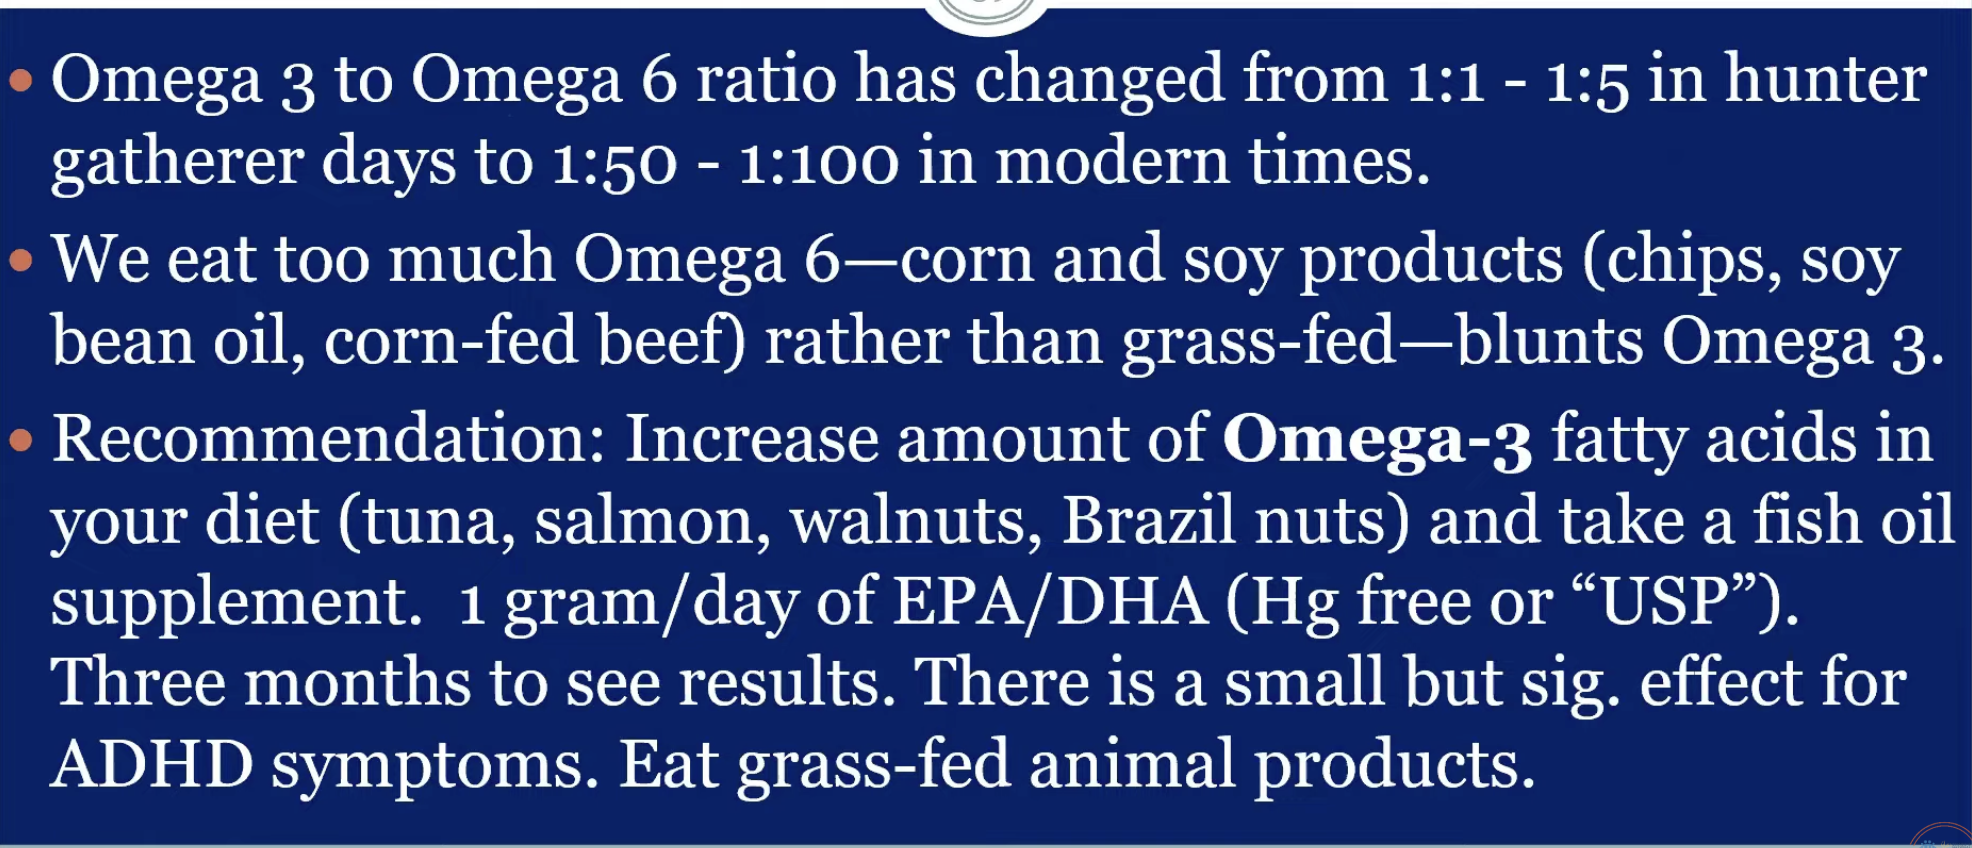 • Omega 3 to Omega 6 ratio has changed from 1:1 - 1:5 in hunter
gatherer days to 1:50 - 1:100 in modern times.
• We eat too much Omega 6—corn and soy products (chips, soy
bean oil, corn-fed beef) rather than grass-fed—blunts Omega 3.
• Recommendation: Increase amount of Omega-3 fatty acids in
your diet (tuna, salmon, walnuts, Brazil nuts) and take a fish oil
supplement.  1 gram/day of EPA/DHA (Hg free or “USP”).
Three months to see results. There is a small but sig. effect for
ADHD symptoms. Eat grass-fed animal products.